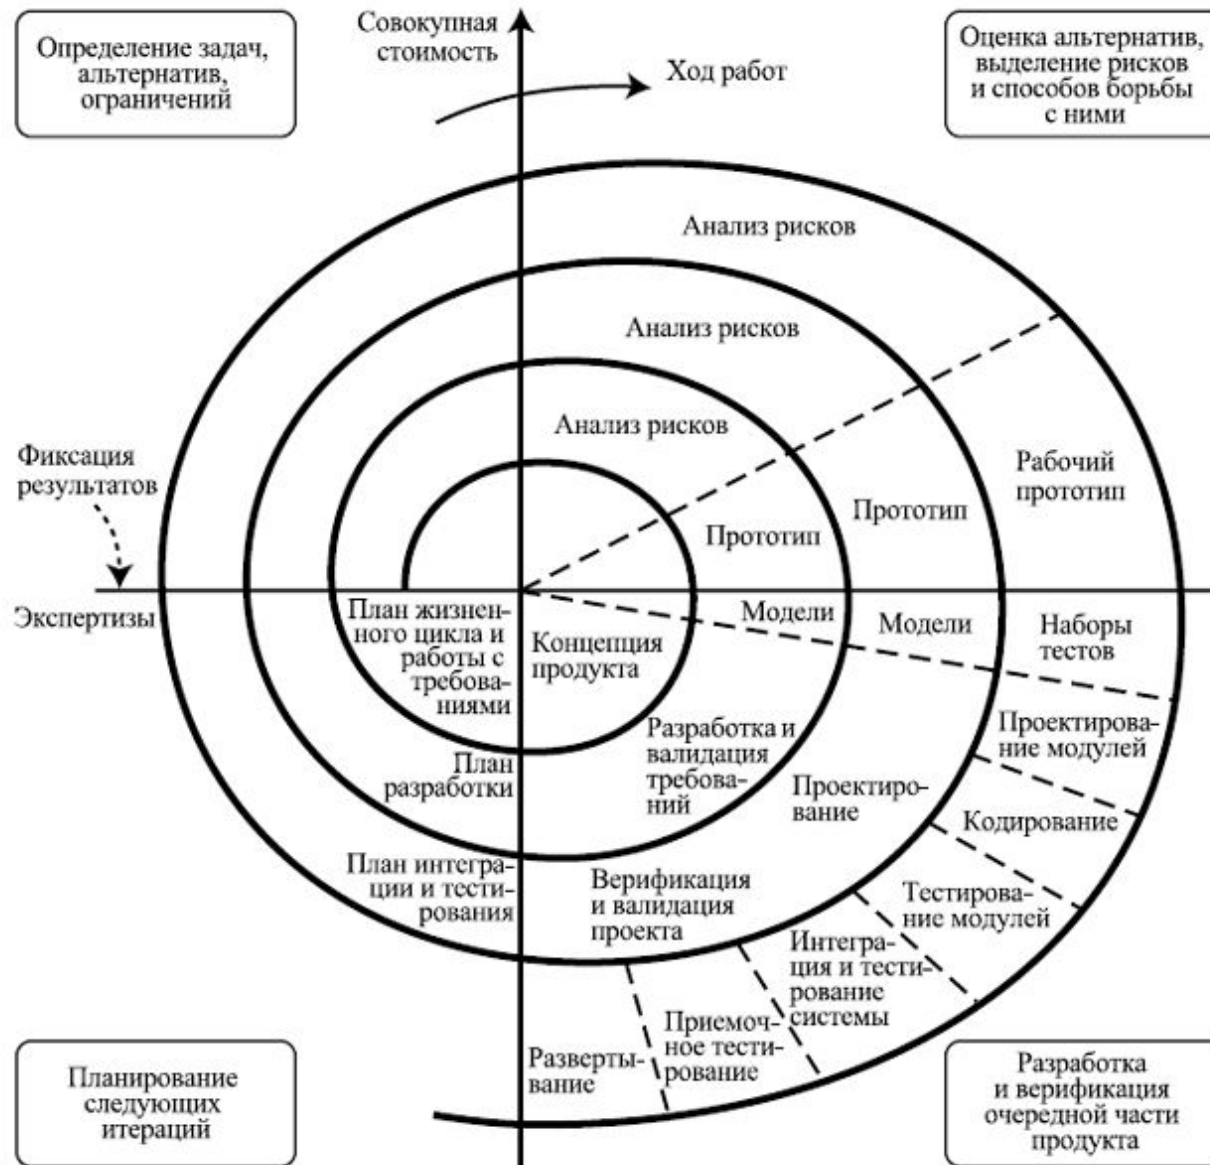 Определение задач,
альтернатив,
ограничений
Совокупная
стоимость
Ход работ
Оценка альтернатив,
выделение рисков
и способов борьбы
с ними
Анализ рисков
Анализ рисков
Анализ рисков
Фиксация
результатов
Рабочий
прототип
Прототип
Прототип
Экспертизы
План жизнен-
ного цикла и
работы с
требова-
ниями
Концепция
продукта
Модели
Модели
Наборы
тестов
Проектирова-
ние модулей
План
разработки
Разработка и
валидация
требова-
ний
Проектиро-
вание
Кодирование
План интегра-
ции и тести-
рования
Верификация
и валидация
проекта
Тестирова-
ние модулей
Интегра-
ция и тести-
рование
системы
Приемоч-
ное тести-
рование
Разверты-
вание
Планирование
следующих
итераций
Разработка
и верификация
очередной части
продукта